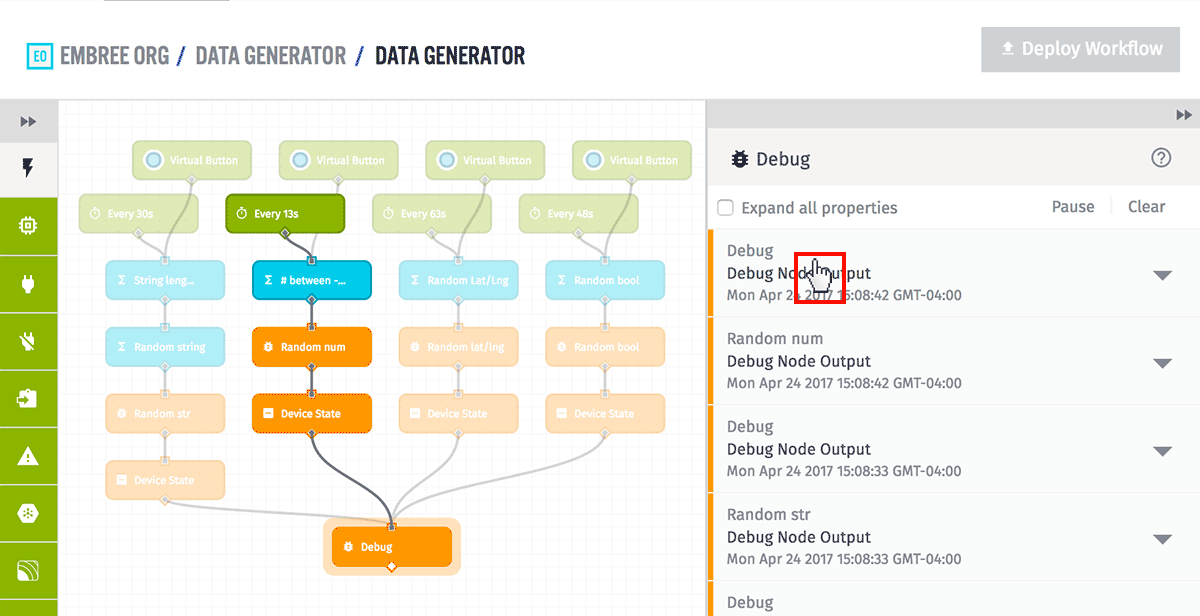 EO EMBREE ORG / DATA GENERATOR / DATA GENERATOR
Deploy Workflow
Virtual Button
Virtual Button
Virtual Button
Virtual Button
Every 30s
Every 13s
Every 63s
Every 48s
Σ String leng...
Σ # between -...
Σ Random Lat/Lng
Σ Random bool
Σ Random string
Random num
Random lat/lng
Random bool
Random str
Device State
Device State
Device State
Device State
Debug
Debug
Expand all properties
Pause
Clear
Debug
Debug Node Output
Mon Apr 24 2017 15:08:42 GMT-04:00
Random num
Debug Node Output
Mon Apr 24 2017 15:08:42 GMT-04:00
Debug
Debug Node Output
Mon Apr 24 2017 15:08:33 GMT-04:00
Random str
Debug Node Output
Mon Apr 24 2017 15:08:33 GMT-04:00
Debug